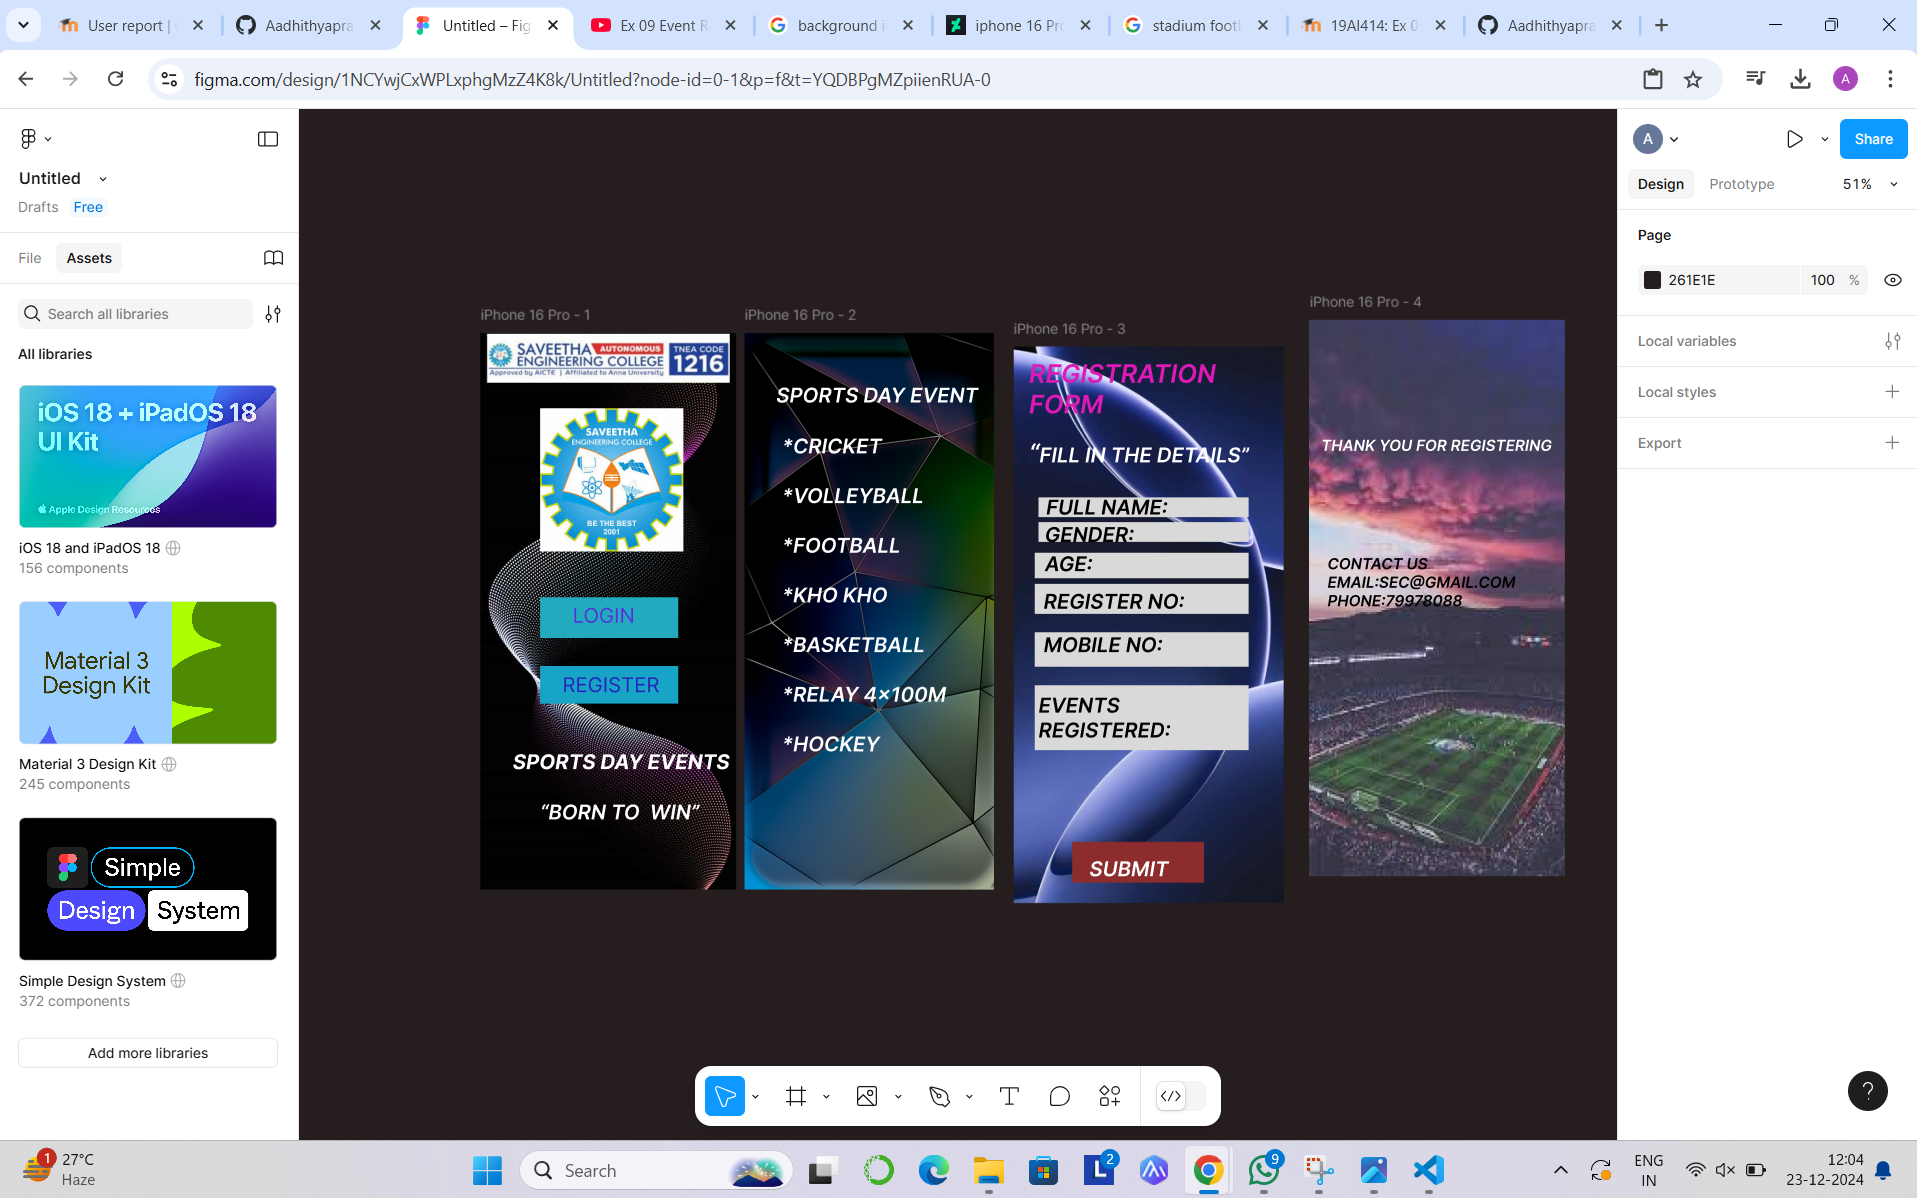 User report |
Aadhithyapra
Untitled – Fig
Ex 09 Event R
background i
iphone 16 Pro
stadium footb
19AI414: Ex 0
Aadhithyapra
figma.com/design/1NCYwjCxWPLxphgMzZ4K8k/Untitled?node-id=0-1&p=f&t=YQDBPgMZpiienRUA-0
A
Untitled
Drafts Free
File Assets
Search all libraries
All libraries
iOS 18 + iPadOS 18
UI Kit
Apple Design Resources
iOS 18 and iPadOS 18
156 components
Material 3
Design Kit
Material 3 Design Kit
245 components
Simple
Design System
Simple Design System
372 components
Add more libraries
iPhone 16 Pro - 1
SAVEETHA AUTONOMOUS
ENGINEERING COLLEGE
Approved by AICTE | Affiliated to Anna University
TNEA CODE
1216
SAVEETHA
ENGINEERING COLLEGE
BE THE BEST
2001
LOGIN
REGISTER
SPORTS DAY EVENTS
“BORN TO  WIN”
iPhone 16 Pro - 2
SPORTS DAY EVENT
*CRICKET
*VOLLEYBALL
*FOOTBALL
*KHO KHO
*BASKETBALL
*RELAY 4×100M
*HOCKEY
iPhone 16 Pro - 3
REGISTRATION
FORM
“FILL IN THE DETAILS”
FULL NAME:
GENDER:
AGE:
REGISTER NO:
MOBILE NO:
EVENTS
REGISTERED:
SUBMIT
iPhone 16 Pro - 4
THANK YOU FOR REGISTERING
CONTACT US
EMAIL:SEC@GMAIL.COM
PHONE:79978088
A
Share
Design Prototype 51%
Page
261E1E 100 %
Local variables
Local styles
Export
?
1
27°C
Haze
Search
L 2
9
ENG
IN
12:04
23-12-2024